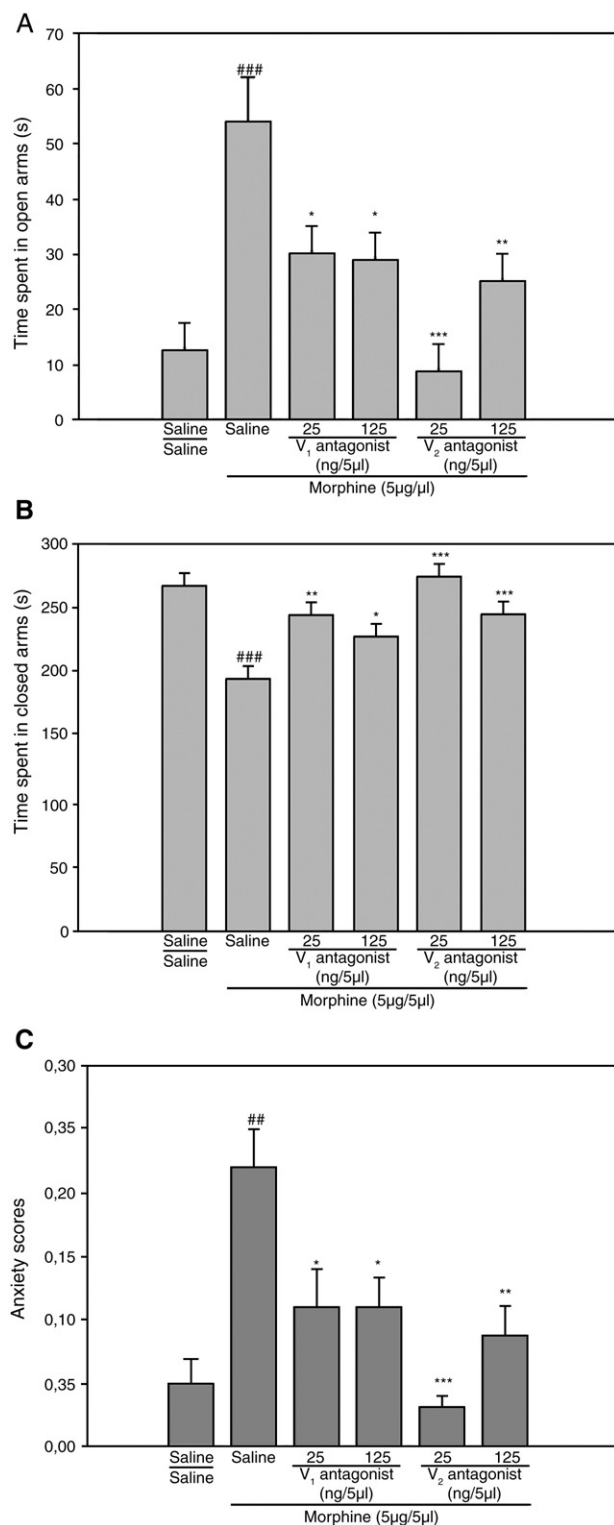 A
Time spent in open arms (s)
70
60
50
40
30
20
10
0
###
*
*
***
**
Saline
Saline
Saline
25
125
25
125
V₁ antagonist
(ng/5µl)
V₂ antagonist
(ng/5µl)
Morphine (5µg/µl)
B
Time spent in closed arms (s)
300
250
200
150
100
50
0
###
**
*
***
***
Saline
Saline
Saline
25
125
25
125
V₁ antagonist
(ng/5µl)
V₂ antagonist
(ng/5µl)
Morphine (5µg/5µl)
C
Anxiety scores
0,30
0,35
0,20
0,15
0,10
0,35
0,00
##
*
*
***
**
Saline
Saline
Saline
25
125
25
125
V₁ antagonist
(ng/5µl)
V₂ antagonist
(ng/5µl)
Morphine (5µg/5µl)